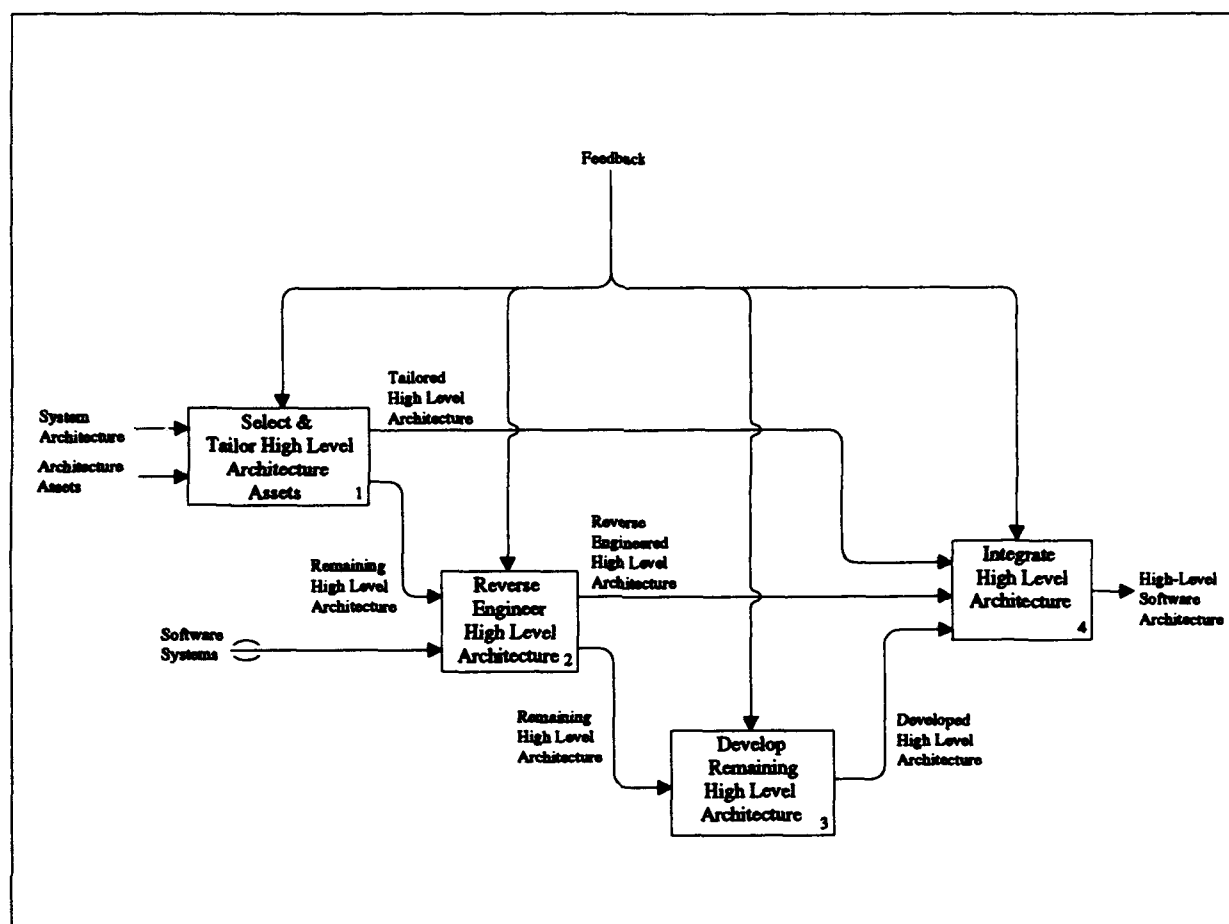 Feedback
Tailored
High Level
Architecture
System
Architecture
Architecture
Assets
Select &
Tailor High Level
Architecture
Assets
1
Remaining
High Level
Architecture
Software
Systems
Reverse
Engineer
High Level
Architecture
2
Reverse
Engineered
High Level
Architecture
Remaining
High Level
Architecture
Develop
Remaining
High Level
Architecture
3
Developed
High Level
Architecture
Integrate
High Level
Architecture
4
High-Level
Software
Architecture